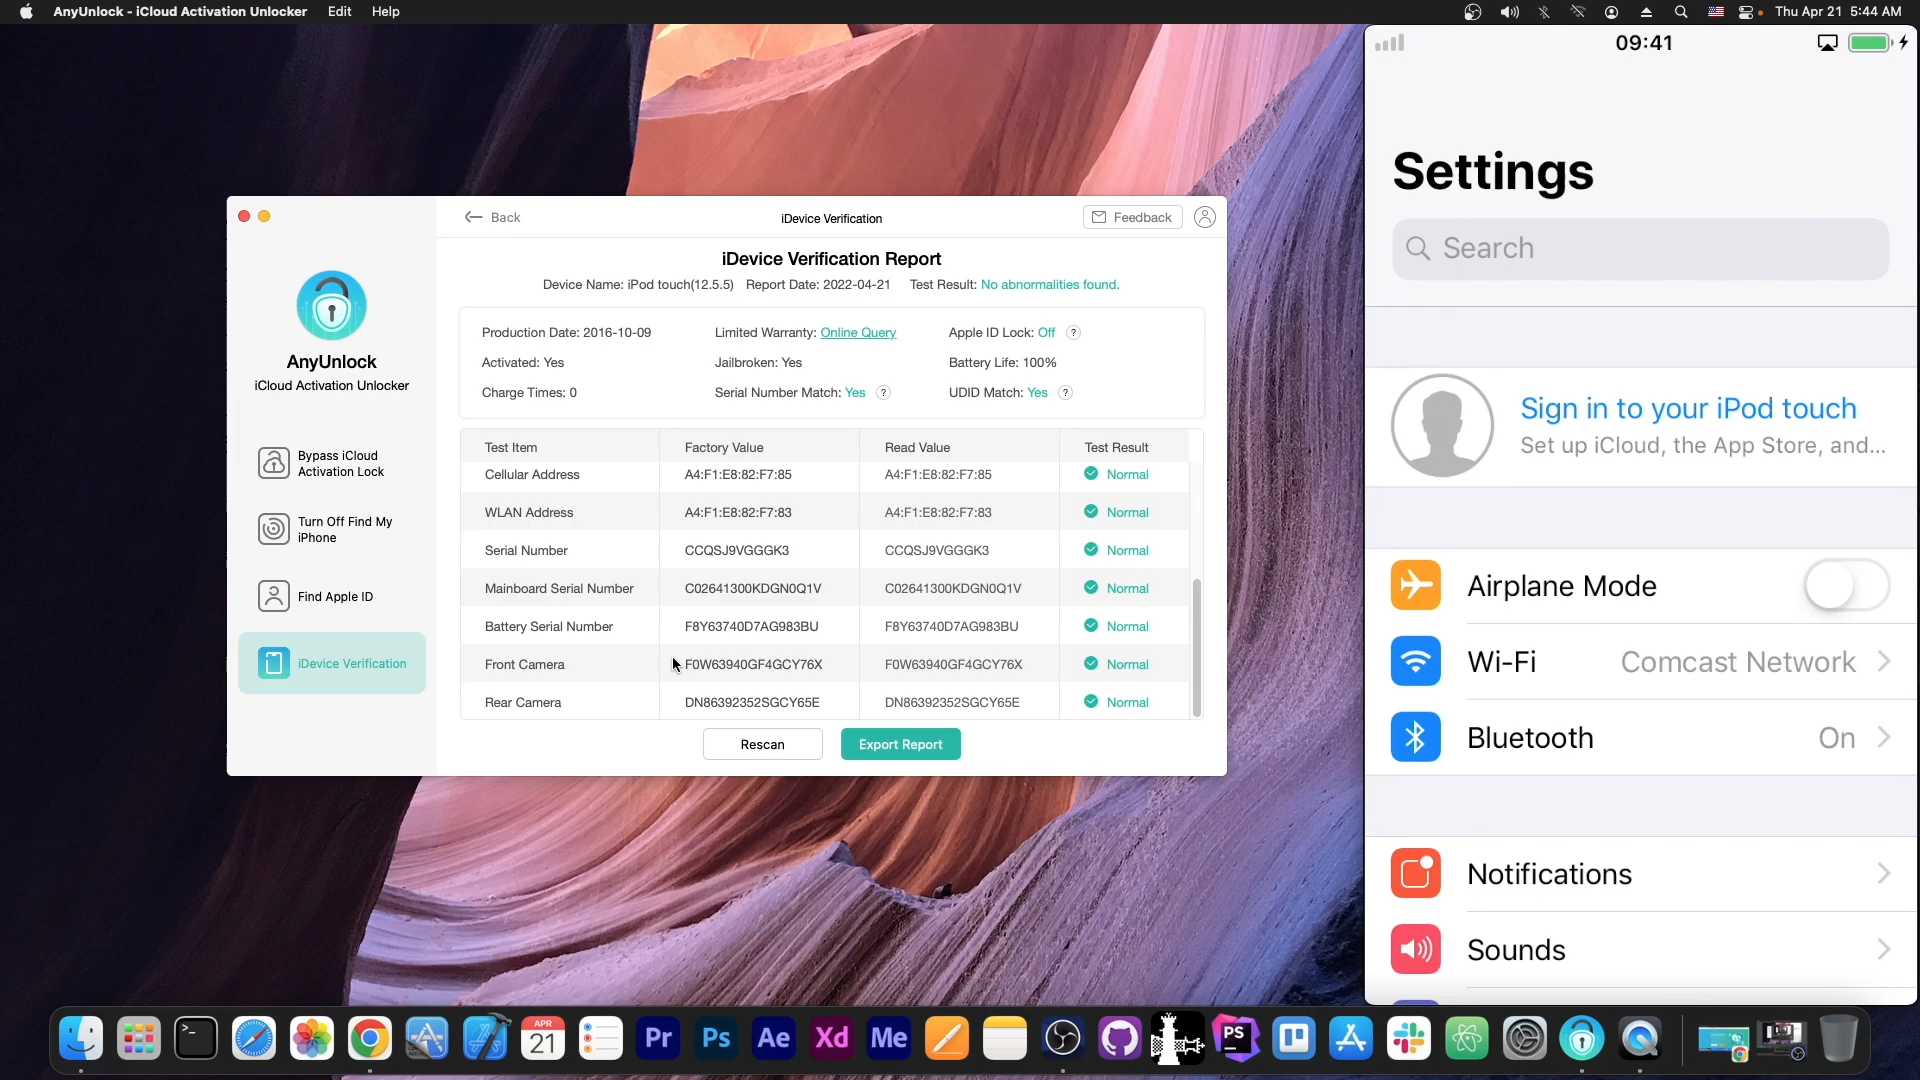 AnyUnlock - iCloud Activation Unlocker Edit Help
Thu Apr 21 5:44 AM
Back
iDevice Verification
Feedback
iDevice Verification Report
Device Name: iPod touch(12.5.5) Report Date: 2022-04-21 Test Result: No abnormalities found.
Production Date: 2016-10-09 Limited Warranty: Online Query Apple ID Lock: Off ?
Activated: Yes Jailbroken: Yes Battery Life: 100%
Charge Times: 0 Serial Number Match: Yes ? UDID Match: Yes ?
AnyUnlock
iCloud Activation Unlocker
Bypass iCloud
Activation Lock
Turn Off Find My
iPhone
Find Apple ID
iDevice Verification
Test Item Factory Value Read Value Test Result
Cellular Address A4:F1:E8:82:F7:85 A4:F1:E8:82:F7:85 Normal
WLAN Address A4:F1:E8:82:F7:83 A4:F1:E8:82:F7:83 Normal
Serial Number CCQSJ9VGGGK3 CCQSJ9VGGGK3 Normal
Mainboard Serial Number C02641300KDGN0Q1V C02641300KDGN0Q1V Normal
Battery Serial Number F8Y63740D7AG983BU F8Y63740D7AG983BU Normal
Front Camera F0W63940GF4GCY76X F0W63940GF4GCY76X Normal
Rear Camera DN86392352SGCY65E DN86392352SGCY65E Normal
Rescan Export Report
09:41
Settings
Search
Sign in to your iPod touch
Set up iCloud, the App Store, and...
Airplane Mode
Wi-Fi Comcast Network
Bluetooth On
Notifications
Sounds
APR
21
Pr Ps Ae Xd Me
PS